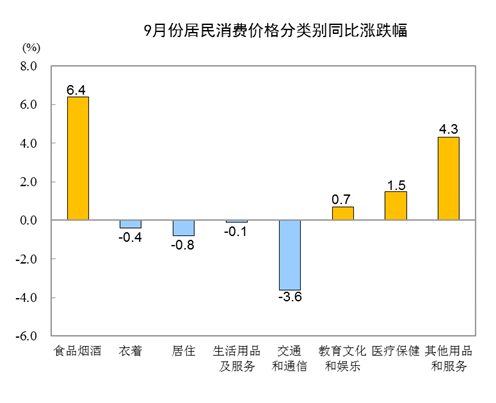 9月份居民消费价格分类别同比涨跌幅
(%)
8.0
6.0
4.0
2.0
0.0
-2.0
-4.0
-6.0
6.4
-0.4
-0.8
-0.1
-3.6
0.7
1.5
4.3
食品烟酒
衣着
居住
生活用品
及服务
交通
和通信
教育文化
和娱乐
医疗保健
其他用品
和服务